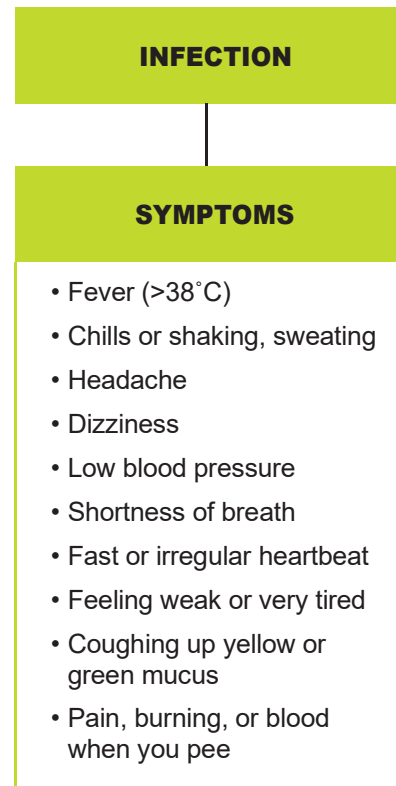 INFECTION
SYMPTOMS
• Fever (>38˚C)
• Chills or shaking, sweating
• Headache
• Dizziness
• Low blood pressure
• Shortness of breath
• Fast or irregular heartbeat
• Feeling weak or very tired
• Coughing up yellow or
green mucus
• Pain, burning, or blood
when you pee